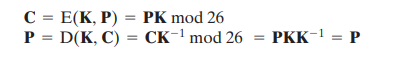 C = E(K, P) = PK mod 26
P = D(K, C) = CK⁻¹ mod 26 = PKK⁻¹ = P